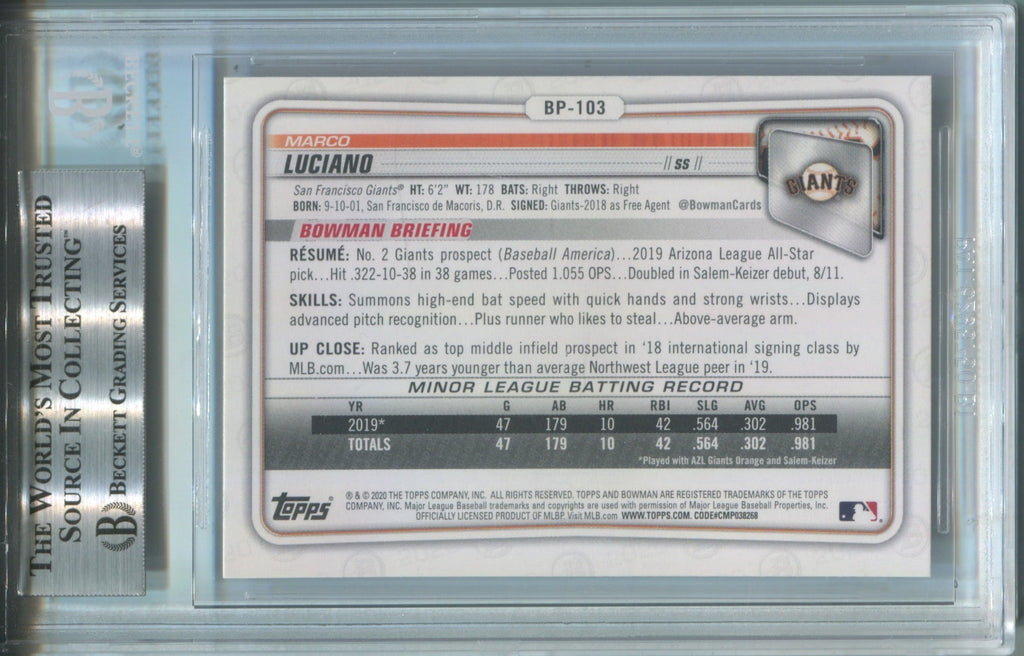 THE WORLD'S MOST TRUSTED
SOURCE IN COLLECTING™
BECKETT GRADING SERVICES
B
BP-103
MARCO
LUCIANO
// SS //
GIANTS
San Francisco Giants® HT: 6'2" WT: 178 BATS: Right THROWS: Right
BORN: 9-10-01, San Francisco de Macoris, D.R. SIGNED: Giants-2018 as Free Agent @BowmanCards
BOWMAN BRIEFING
RÉSUMÉ: No. 2 Giants prospect (Baseball America)...2019 Arizona League All-Star
pick...Hit .322-10-38 in 38 games...Posted 1.055 OPS...Doubled in Salem-Keizer debut, 8/11.
SKILLS: Summons high-end bat speed with quick hands and strong wrists...Displays
advanced pitch recognition...Plus runner who likes to steal...Above-average arm.
UP CLOSE: Ranked as top middle infield prospect in '18 international signing class by
MLB.com...Was 3.7 years younger than average Northwest League peer in '19.
MINOR LEAGUE BATTING RECORD
YR G AB HR RBI SLG AVG OPS
2019* 47 179 10 42 .564 .302 .981
TOTALS 47 179 10 42 .564 .302 .981
*Played with AZL Giants Orange and Salem-Keizer
Topps®
® & © 2020 THE TOPPS COMPANY, INC. ALL RIGHTS RESERVED. TOPPS AND BOWMAN ARE REGISTERED TRADEMARKS OF THE TOPPS
COMPANY, INC. Major League Baseball trademarks and copyrights are used with permission of Major League Baseball Properties, Inc.
OFFICIALLY LICENSED PRODUCT OF MLBP. Visit MLB.com WWW.TOPPS.COM. CODE#CMP038268